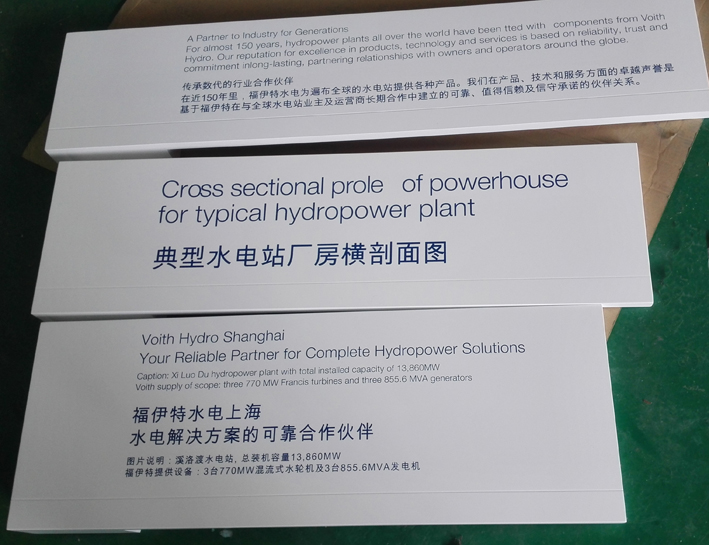 A Partner to Industry for Generations
For almost 150 years, hydropower plants all over the world have been tted with components from Voith
Hydro. Our reputation for excellence in products, technology and services is based on reliability, trust and
commitment inlong-lasting, partnering relationships with owners and operators around the globe.
传承数代的行业合作伙伴
在近150年里，福伊特水电为遍布全球的水电站提供各种产品。我们在产品、技术和服务方面的卓越声誉是
基于福伊特在与全球水电站业主及运营商长期合作中建立的可靠、值得信赖及信守承诺的伙伴关系。
Cross sectional prole of powerhouse
for typical hydropower plant
典型水电站厂房横剖面图
Voith Hydro Shanghai
Your Reliable Partner for Complete Hydropower Solutions
Caption: Xi Luo Du hydropower plant with total installed capacity of 13,860MW
Voith supply of scope: three 770 MW Francis turbines and three 855.6 MVA generators
福伊特水电上海
水电解决方案的可靠合作伙伴
图片说明：溪洛渡水电站, 总装机容量13,860MW
福伊特提供设备：3台770MW混流式水轮机及3台855.6MVA发电机